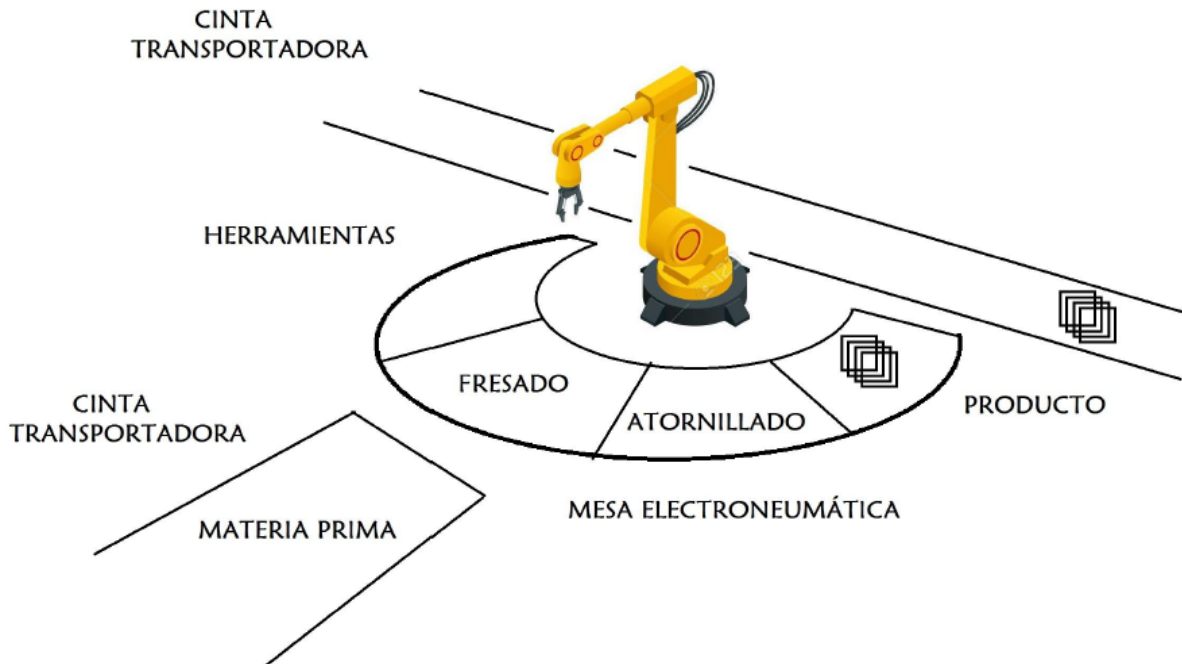 CINTA
TRANSPORTADORA
HERRAMIENTAS
FRESADO
ATORNILLADO
PRODUCTO
CINTA
TRANSPORTADORA
MATERIA PRIMA
MESA ELECTRONEUMÁTICA